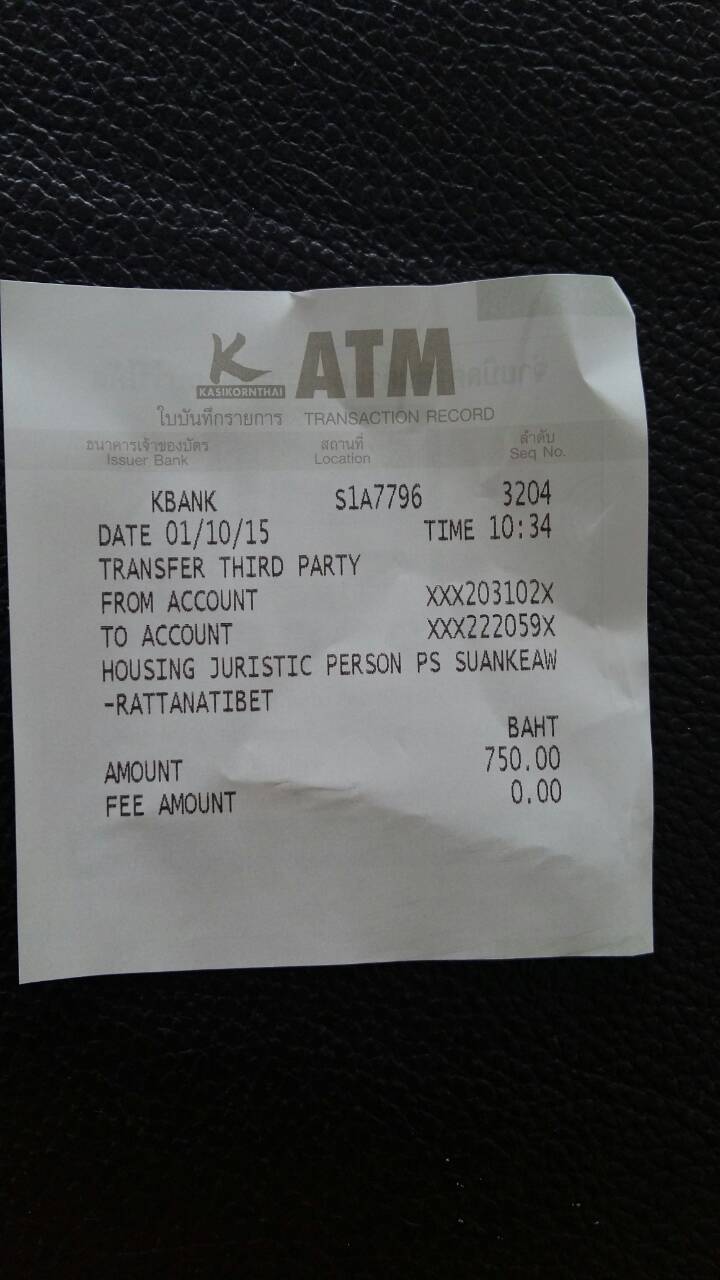 K ATM
KASIKORNTHAI
ใบบันทึกรายการ TRANSACTION RECORD
ธนาคารเจ้าของบัตร สถานที่ ลำดับ
Issuer Bank Location Seq No.
KBANK S1A7796 3204
DATE 01/10/15 TIME 10:34
TRANSFER THIRD PARTY
FROM ACCOUNT XXX203102X
TO ACCOUNT XXX222059X
HOUSING JURISTIC PERSON PS SUANKEAW
-RATTANATIBET
BAHT
AMOUNT 750.00
FEE AMOUNT 0.00